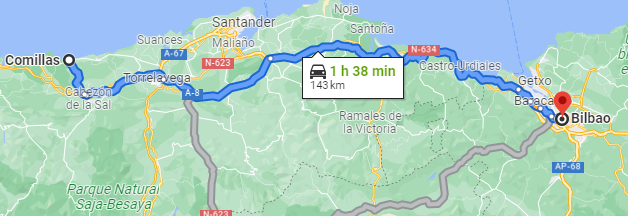 Noja
Santander
Suances
A-67
Maliaño
Santoña
Comillas
N-634
N-623
Torrelavega
1 h 38 min
143 km
Castro-Urdiales
Getxo
Cabezón
de la Sal
A-8
Baraca
Bilbao
Ramales de
la Victoria
AP-68
Parque Natural
Saja-Besaya
N-623